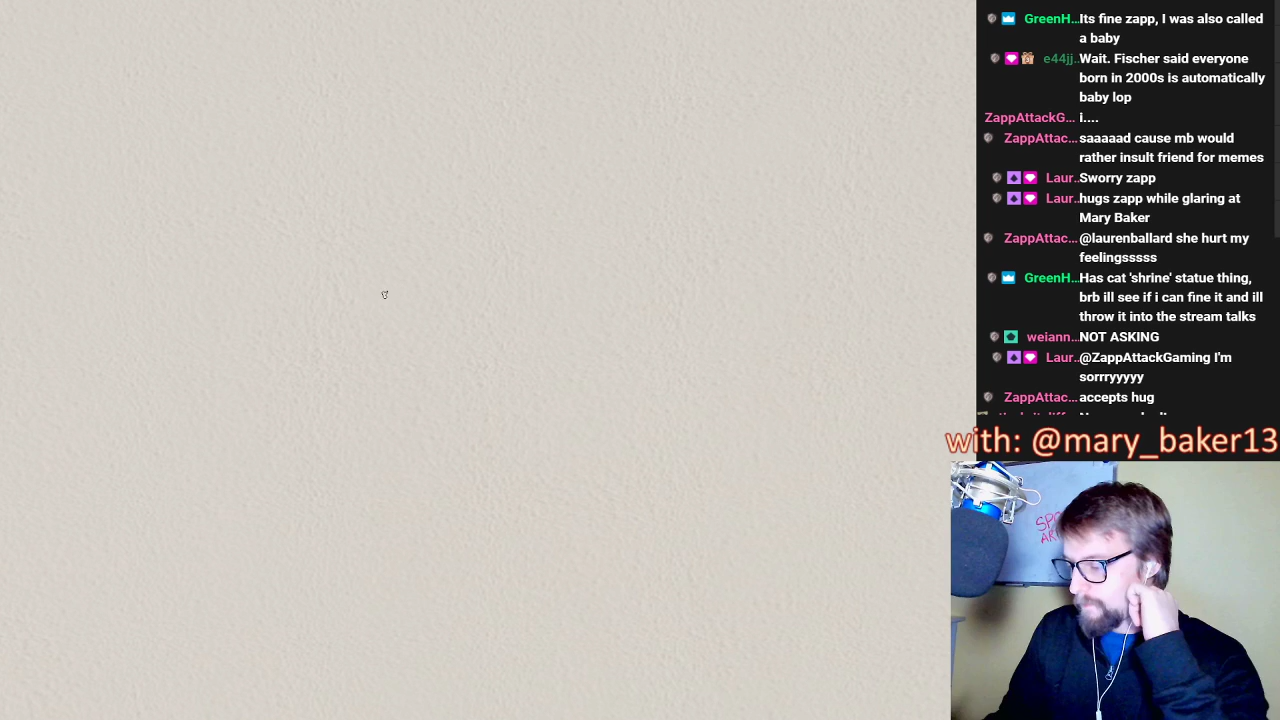 GreenH... Its fine zapp, I was also called
a baby
e44jj... Wait. Fischer said everyone
born in 2000s is automatically
baby lop
ZappAttackG... i....
ZappAttac... saaaaad cause mb would
rather insult friend for memes
Laur... Sworry zapp
Laur... hugs zapp while glaring at
Mary Baker
ZappAttac... @laurenballard she hurt my
feelingsssss
GreenH... Has cat 'shrine' statue thing,
brb ill see if i can fine it and ill
throw it into the stream talks
weiann... NOT ASKING
Laur... @ZappAttackGaming I'm
sorrryyyyy
ZappAttac... accepts hug
with: @mary_baker13